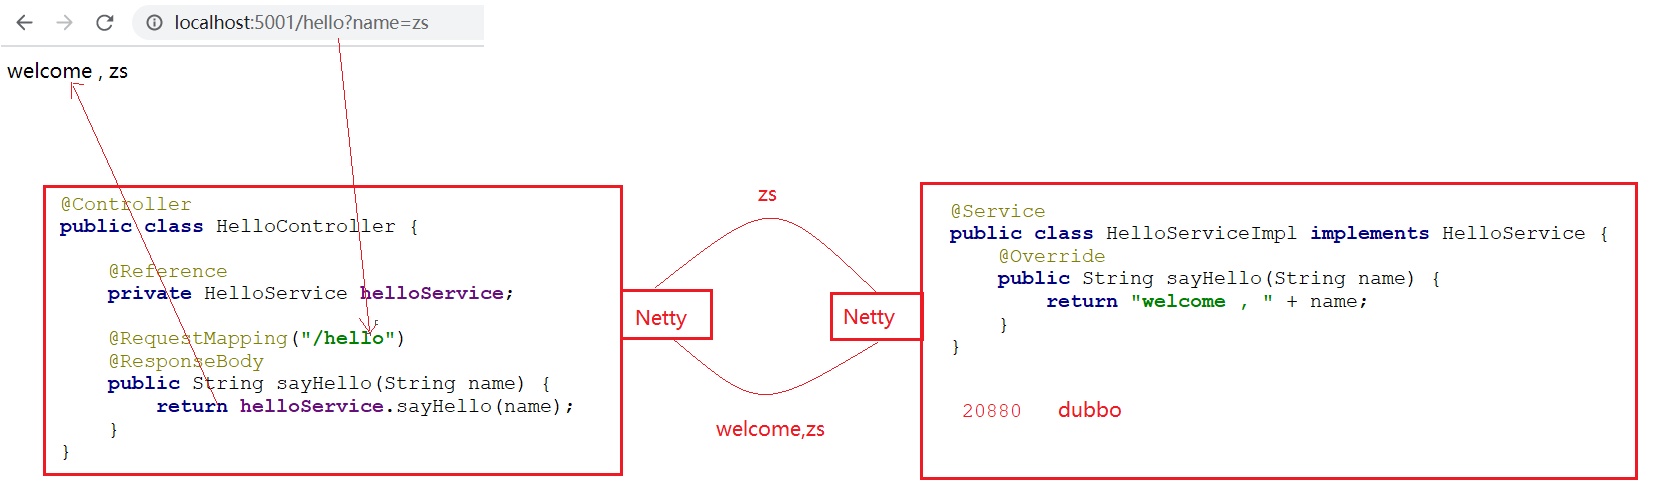 localhost:5001/hello?name=zs
welcome , zs
@Controller
public class HelloController {
@Reference
private HelloService helloService;
@RequestMapping("/hello")
@ResponseBody
public String sayHello(String name) {
return helloService.sayHello(name);
}
}
zs
Netty
Netty
welcome,zs
@Service
public class HelloServiceImpl implements HelloService {
@Override
public String sayHello(String name) {
return "welcome , " + name;
}
}
20880 dubbo